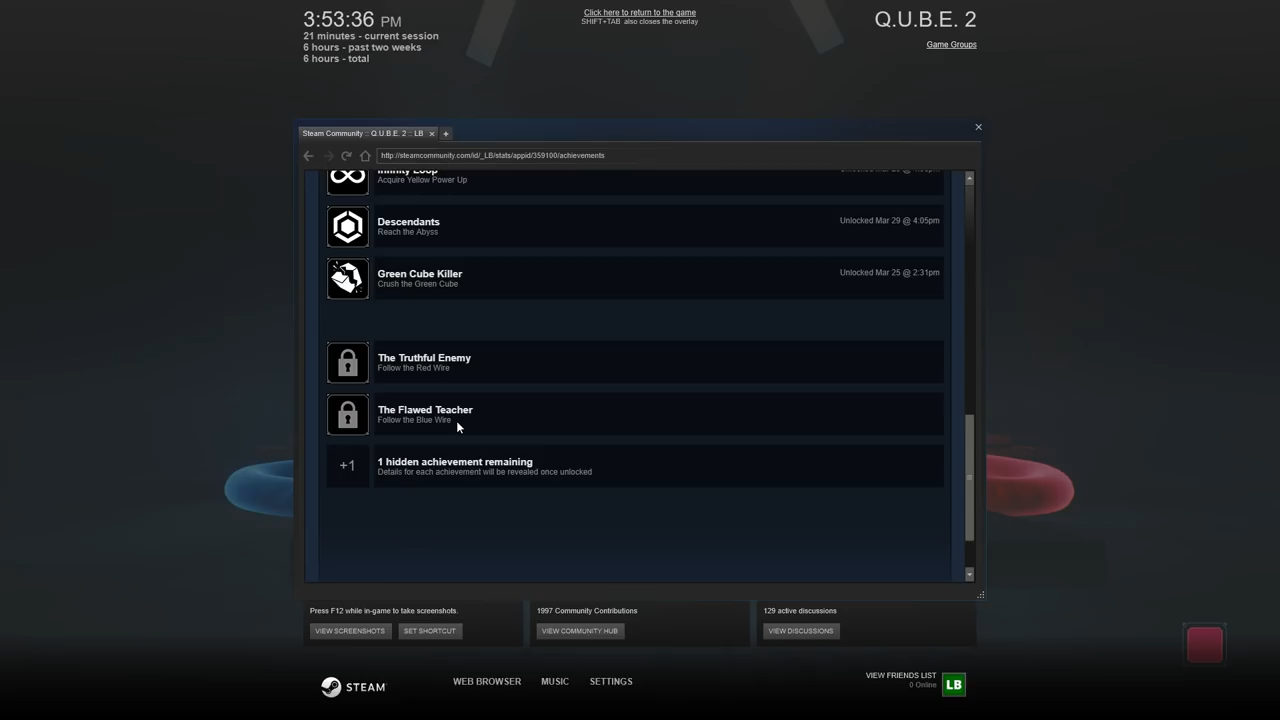 3:53:36 PM
21 minutes - current session
6 hours - past two weeks
6 hours - total
Click here to return to the game
SHIFT+TAB also closes the overlay
Q.U.B.E. 2
Game Groups
Steam Community :: Q.U.B.E. 2 :: LB × +
http://steamcommunity.com/id/_LB/stats/appid/359100/achievements
Infinity Loop
Acquire Yellow Power Up
Descendants
Reach the Abyss
Unlocked Mar 29 @ 4:05pm
Green Cube Killer
Crush the Green Cube
Unlocked Mar 25 @ 2:31pm
The Truthful Enemy
Follow the Red Wire
The Flawed Teacher
Follow the Blue Wire
+1
1 hidden achievement remaining
Details for each achievement will be revealed once unlocked
Press F12 while in-game to take screenshots.
VIEW SCREENSHOTS SET SHORTCUT
1997 Community Contributions
VIEW COMMUNITY HUB
129 active discussions
VIEW DISCUSSIONS
STEAM
WEB BROWSER MUSIC SETTINGS
VIEW FRIENDS LIST
0 Online
LB